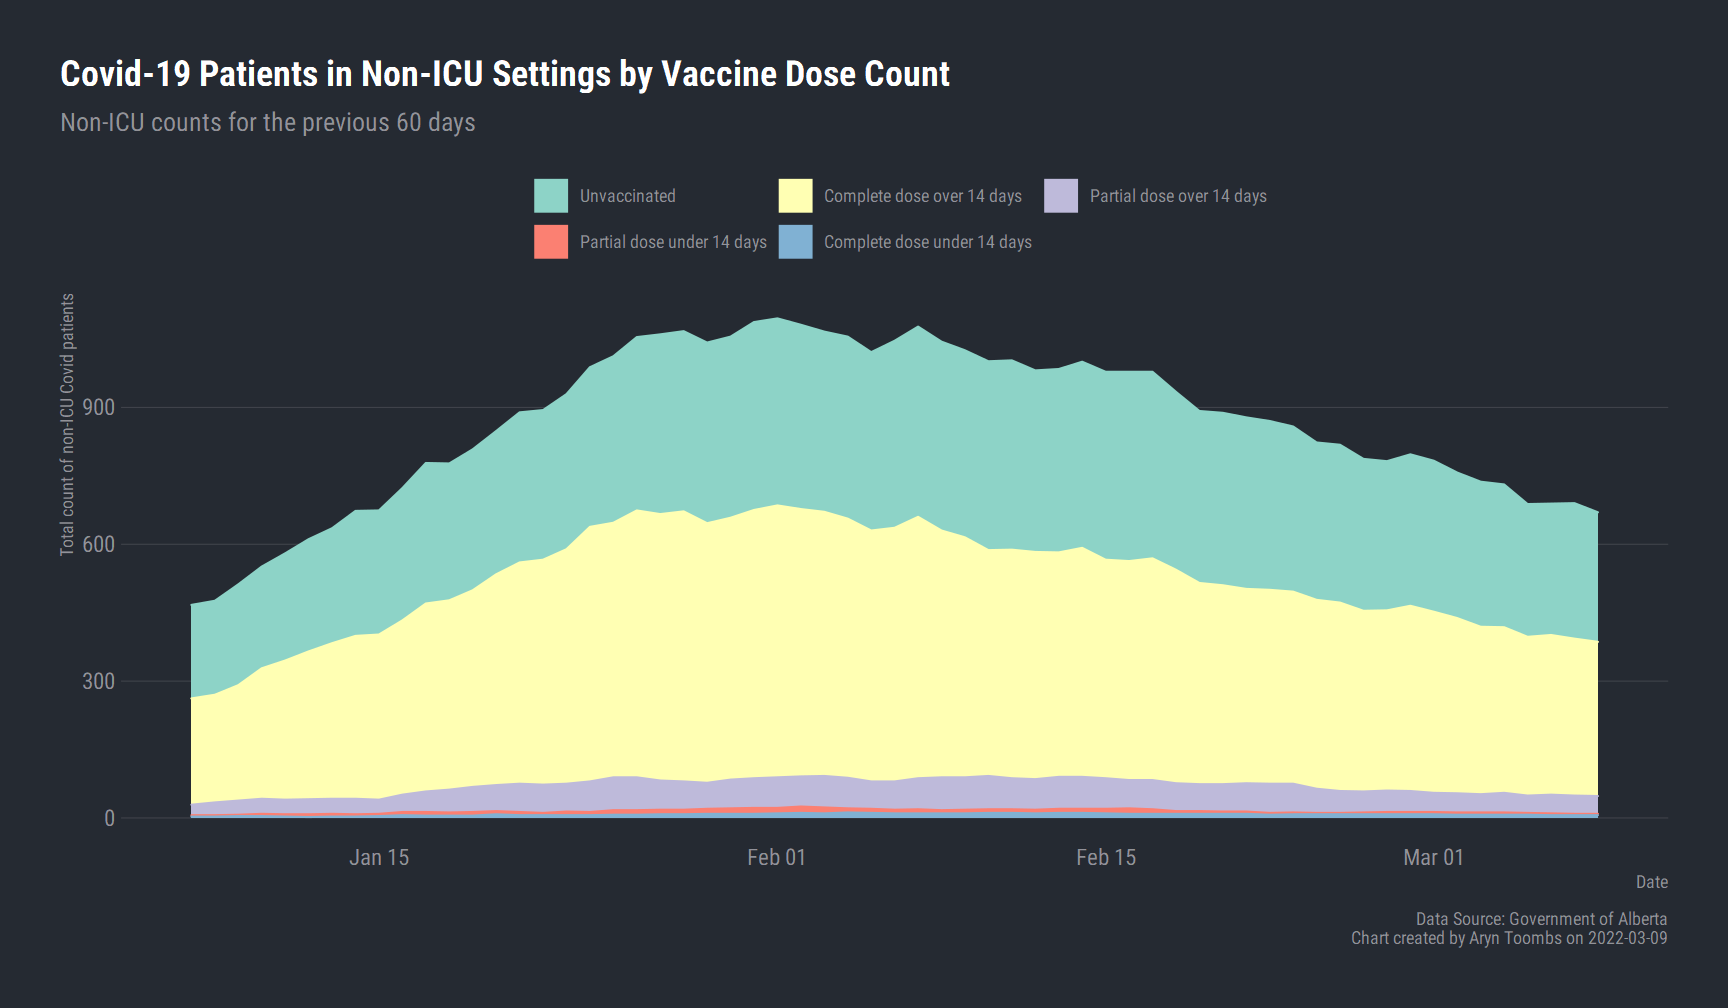 Covid-19 Patients in Non-ICU Settings by Vaccine Dose Count
Non-ICU counts for the previous 60 days
Unvaccinated
Complete dose over 14 days
Partial dose over 14 days
Partial dose under 14 days
Complete dose under 14 days
Total count of non-ICU Covid patients
900
600
300
0
Jan 15
Feb 01
Feb 15
Mar 01
Date
Data Source: Government of Alberta
Chart created by Aryn Toombs on 2022-03-09